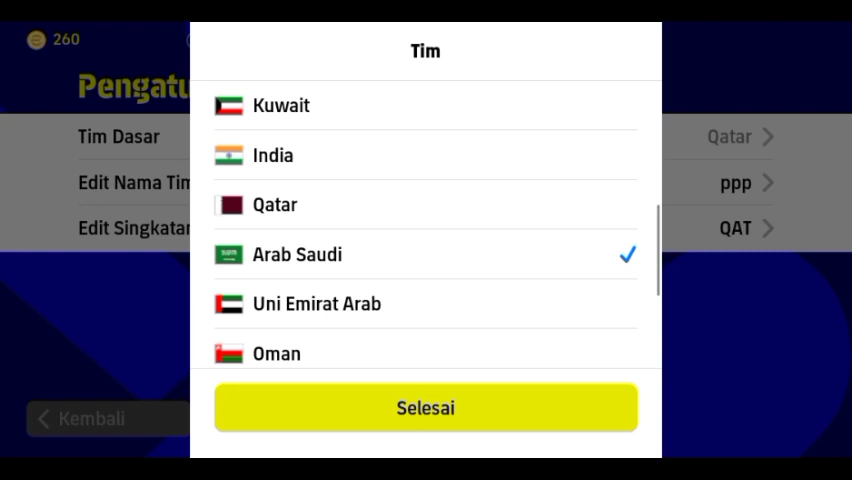 260
Tim
Pengatu
Kuwait
Tim Dasar
Qatar
India
Edit Nama Tim
ppp
Qatar
Edit Singkatan
QAT
Arab Saudi
Uni Emirat Arab
Oman
Selesai
Kembali